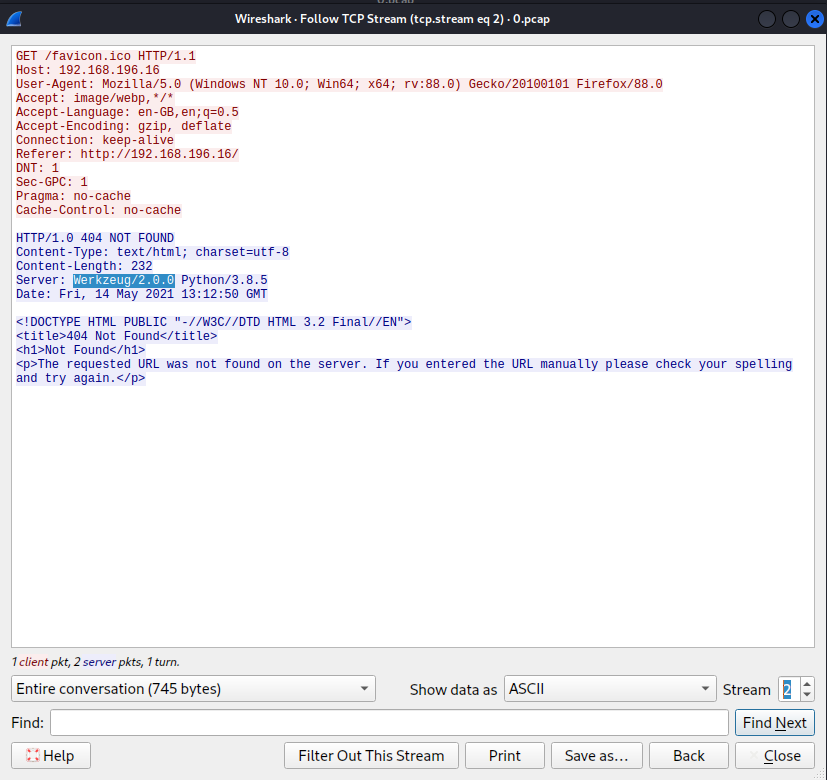 Wireshark · Follow TCP Stream (tcp.stream eq 2) · 0.pcap
GET /favicon.ico HTTP/1.1
Host: 192.168.196.16
User-Agent: Mozilla/5.0 (Windows NT 10.0; Win64; x64; rv:88.0) Gecko/20100101 Firefox/88.0
Accept: image/webp,*/*
Accept-Language: en-GB,en;q=0.5
Accept-Encoding: gzip, deflate
Connection: keep-alive
Referer: http://192.168.196.16/
DNT: 1
Sec-GPC: 1
Pragma: no-cache
Cache-Control: no-cache
HTTP/1.0 404 NOT FOUND
Content-Type: text/html; charset=utf-8
Content-Length: 232
Server: Werkzeug/2.0.0 Python/3.8.5
Date: Fri, 14 May 2021 13:12:50 GMT
<!DOCTYPE HTML PUBLIC "-//W3C//DTD HTML 3.2 Final//EN">
<title>404 Not Found</title>
<h1>Not Found</h1>
<p>The requested URL was not found on the server. If you entered the URL manually please check your spelling
and try again.</p>
1 client pkt, 2 server pkts, 1 turn.
Entire conversation (745 bytes) Show data as ASCII Stream 2
Find: Find Next
Help Filter Out This Stream Print Save as… Back Close